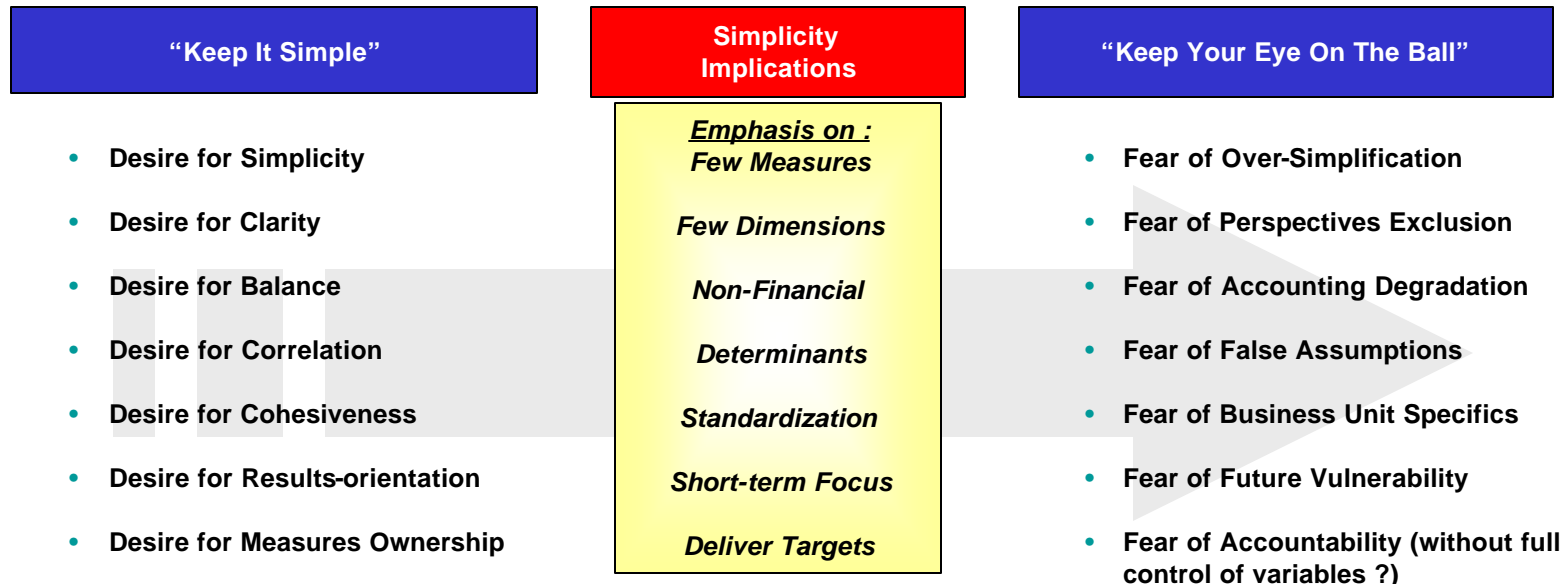 “Keep It Simple”
• Desire for Simplicity
• Desire for Clarity
• Desire for Balance
• Desire for Correlation
• Desire for Cohesiveness
• Desire for Results-orientation
• Desire for Measures Ownership
Simplicity
Implications
Emphasis on :
Few Measures
Few Dimensions
Non-Financial
Determinants
Standardization
Short-term Focus
Deliver Targets
“Keep Your Eye On The Ball”
• Fear of Over-Simplification
• Fear of Perspectives Exclusion
• Fear of Accounting Degradation
• Fear of False Assumptions
• Fear of Business Unit Specifics
• Fear of Future Vulnerability
• Fear of Accountability (without full
control of variables ?)